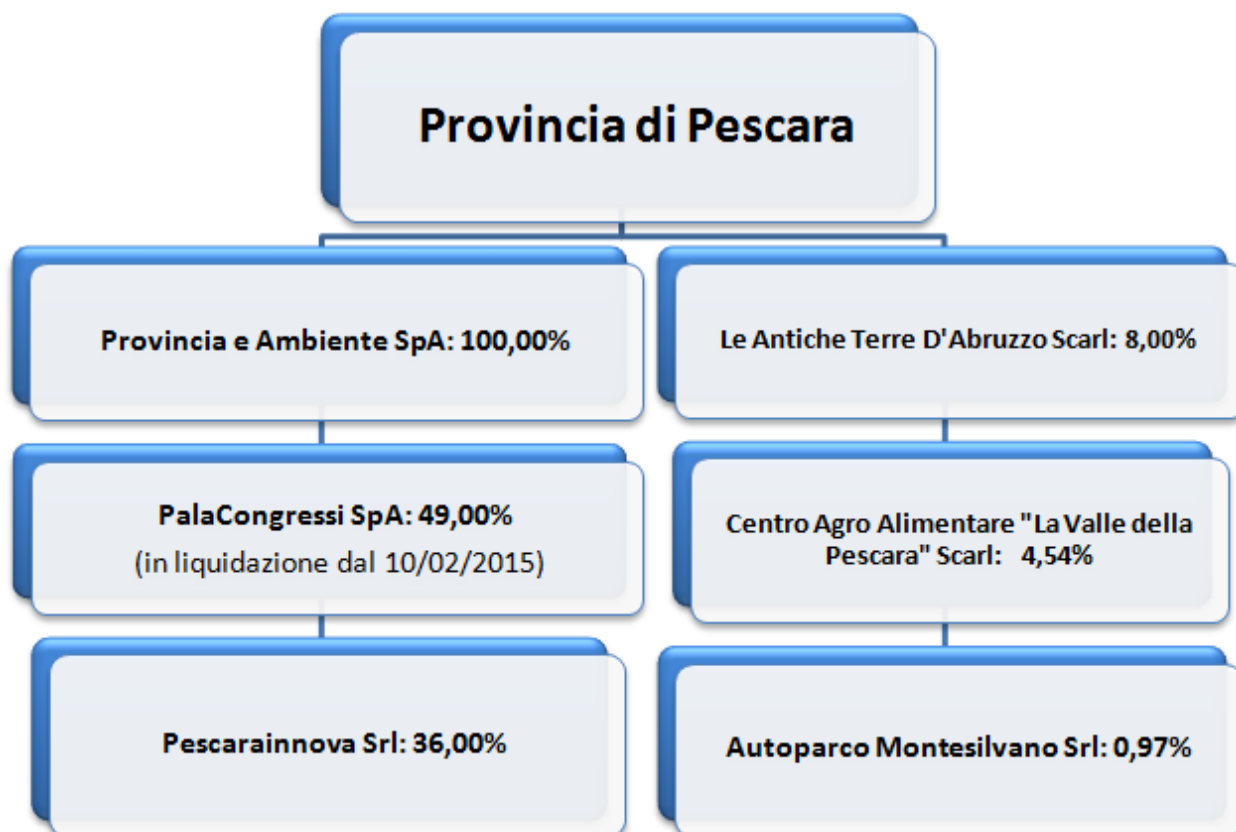 Provincia di Pescara
Provincia e Ambiente SpA: 100,00%
Le Antiche Terre D'Abruzzo Scarl: 8,00%
PalaCongressi SpA: 49,00%
(in liquidazione dal 10/02/2015)
Centro Agro Alimentare "La Valle della
Pescara" Scarl: 4,54%
Pescarainnova Srl: 36,00%
Autoparco Montesilvano Srl: 0,97%